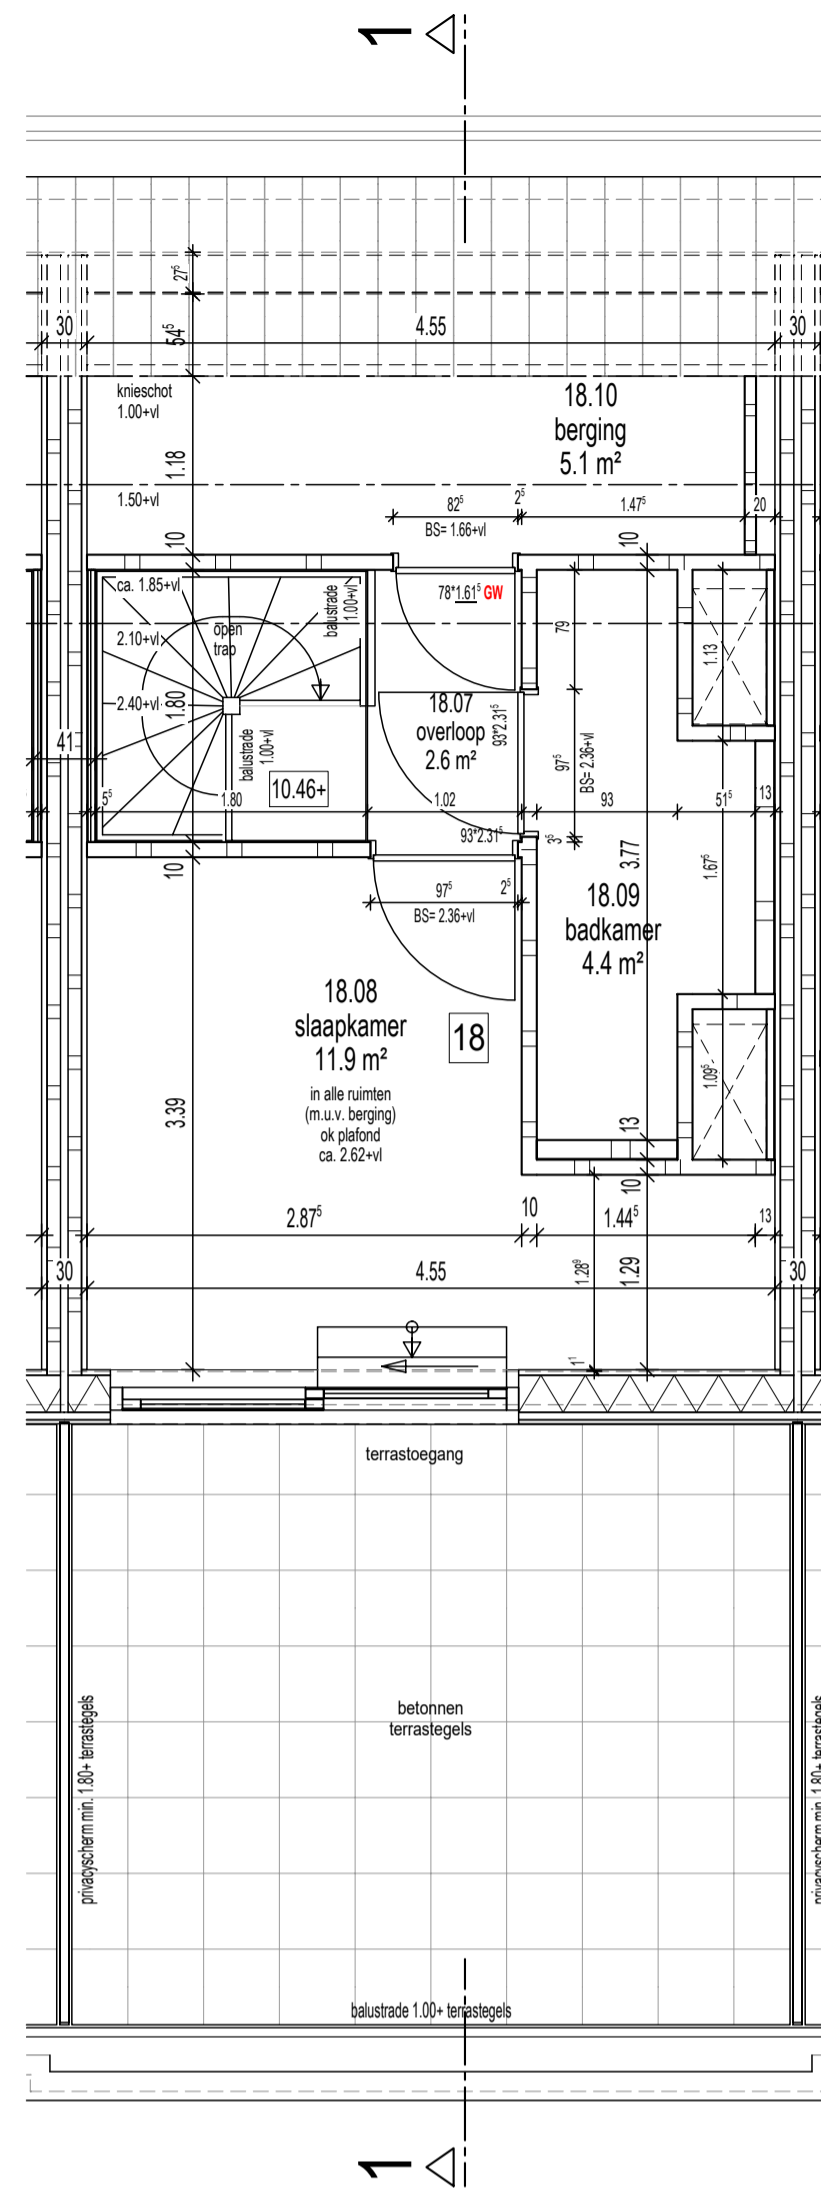 1
27⁵
30
4.55
30
54⁵
knieschot
1.00+vl
18.10
berging
5.1 m²
1.18
1.50+vl
82⁵
2⁵
1.47⁵
20
BS= 1.66+vl
10
10
ca. 1.85+vl
balustrade
1.00+vl
78*1.61⁵ GW
open
trap
2.10+vl
79
1.13
2.40+vl
1.80
18.07
overloop
2.6 m²
93*2.31⁵
41
balustrade
1.00+vl
97⁵
BS= 2.36+vl
10.46+
5⁵
1.80
1.02
93
51⁵
13
93*2.31⁵
3⁵
3.77
10
1.67⁵
97⁵
2⁵
BS= 2.36+vl
18.09
badkamer
4.4 m²
18.08
slaapkamer
11.9 m²
18
in alle ruimten
(m.u.v. berging)
ok plafond
ca. 2.62+vl
1.09⁵
3.39
13
10
2.87⁵
10
1.44⁵
13
30
4.55
1.28⁹
1.29
30
1¹
terrastoegang
betonnen
terrastegels
privacyscherm min. 1.80+ terrastegels
privacyscherm min. 1.80+ terrastegels
balustrade 1.00+ terrastegels
1